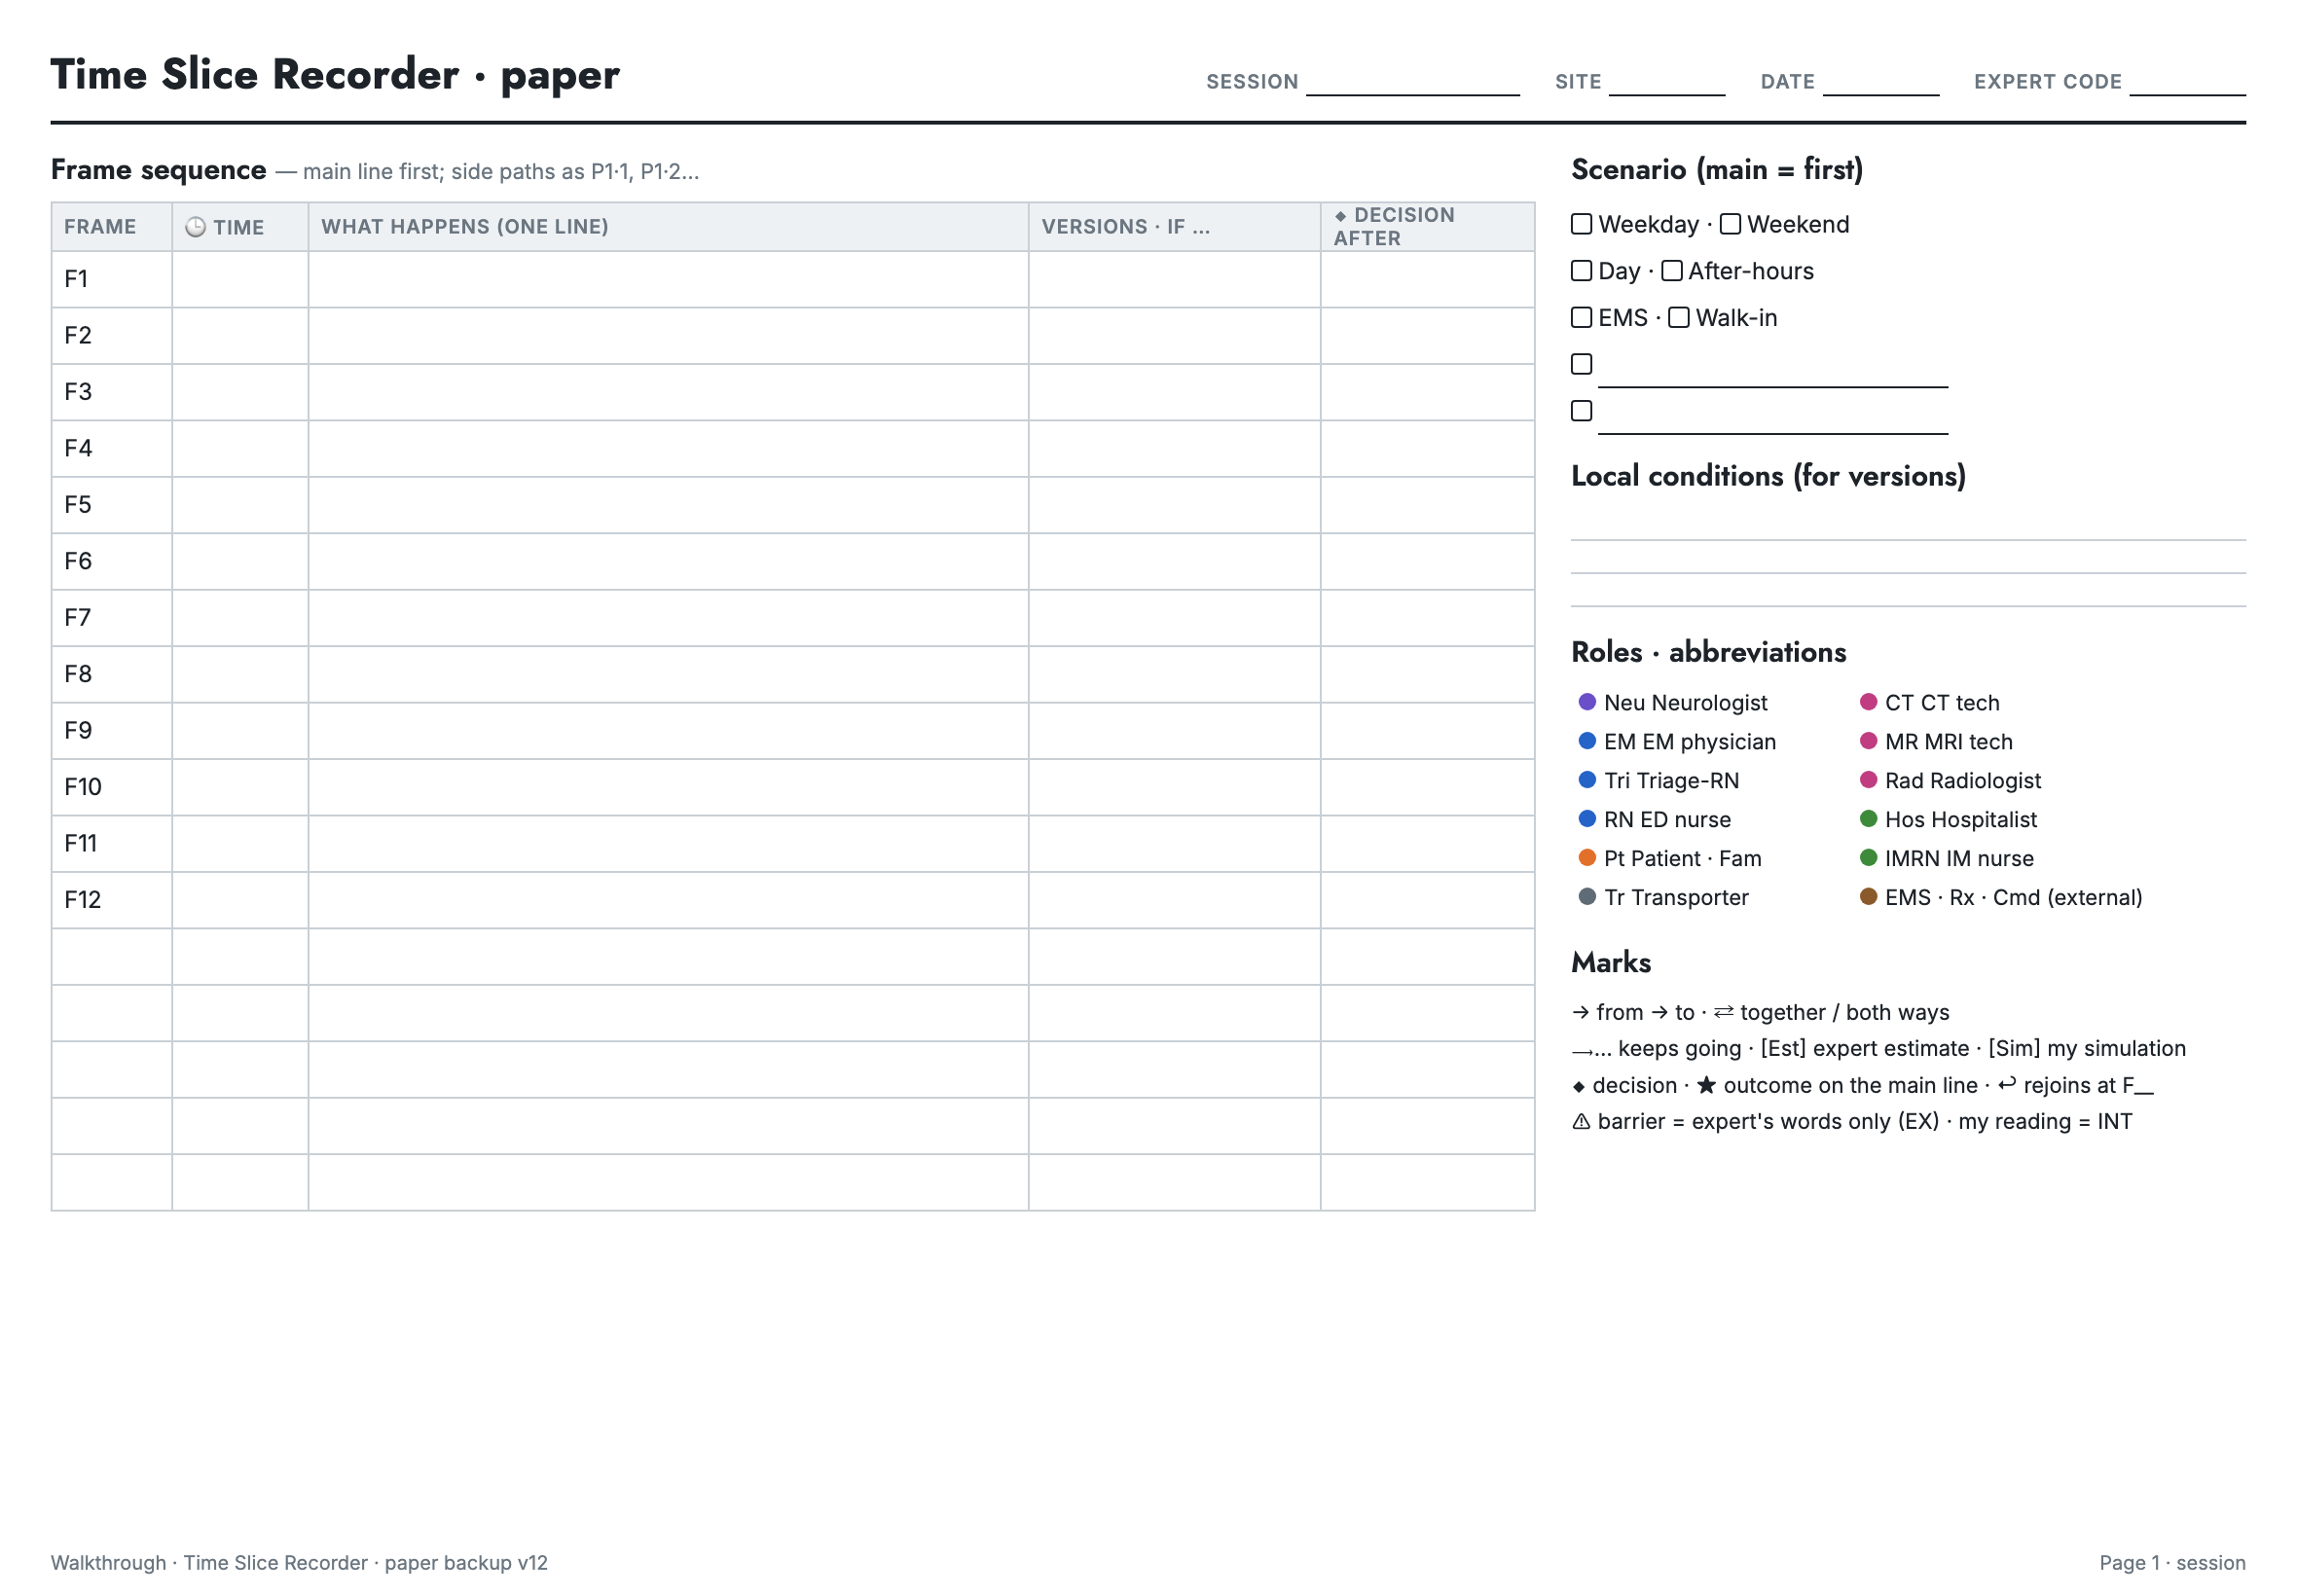 Time Slice Recorder · paper
SESSION SITE DATE EXPERT CODE
Frame sequence — main line first; side paths as P1·1, P1·2...
FRAME 🕒 TIME WHAT HAPPENS (ONE LINE) VERSIONS · IF ... ◆ DECISION AFTER
F1
F2
F3
F4
F5
F6
F7
F8
F9
F10
F11
F12
Scenario (main = first)
☐ Weekday · ☐ Weekend
☐ Day · ☐ After-hours
☐ EMS · ☐ Walk-in
☐
☐
Local conditions (for versions)
Roles · abbreviations
Neu Neurologist CT CT tech
EM EM physician MR MRI tech
Tri Triage-RN Rad Radiologist
RN ED nurse Hos Hospitalist
Pt Patient · Fam IMRN IM nurse
Tr Transporter EMS · Rx · Cmd (external)
Marks
→ from → to · ⇄ together / both ways
→... keeps going · [Est] expert estimate · [Sim] my simulation
◆ decision · ★ outcome on the main line · ↩ rejoins at F__
⚠ barrier = expert's words only (EX) · my reading = INT
Walkthrough · Time Slice Recorder · paper backup v12
Page 1 · session